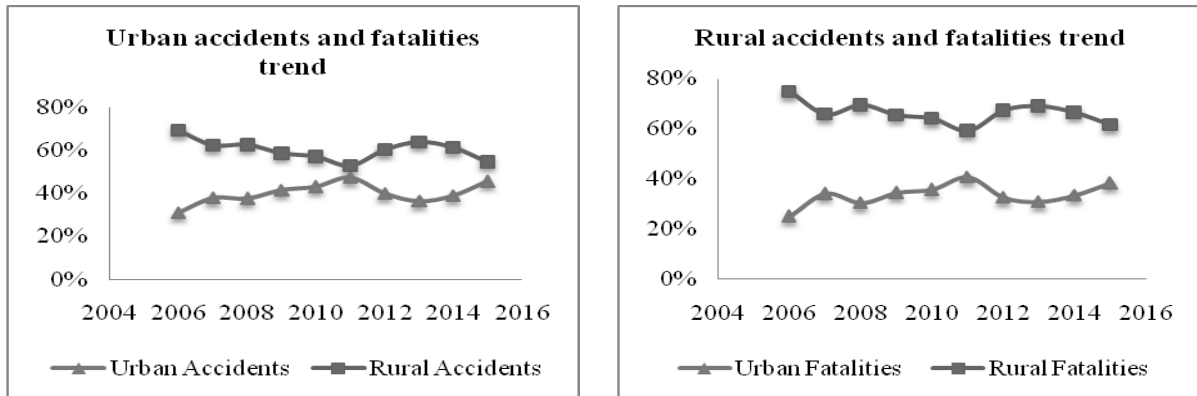 Urban accidents and fatalities
trend
80%
60%
40%
20%
0%
2004 2006 2008 2010 2012 2014 2016
Urban Accidents Rural Accidents
Rural accidents and fatalities trend
80%
60%
40%
20%
0%
2004 2006 2008 2010 2012 2014 2016
Urban Fatalities Rural Fatalities